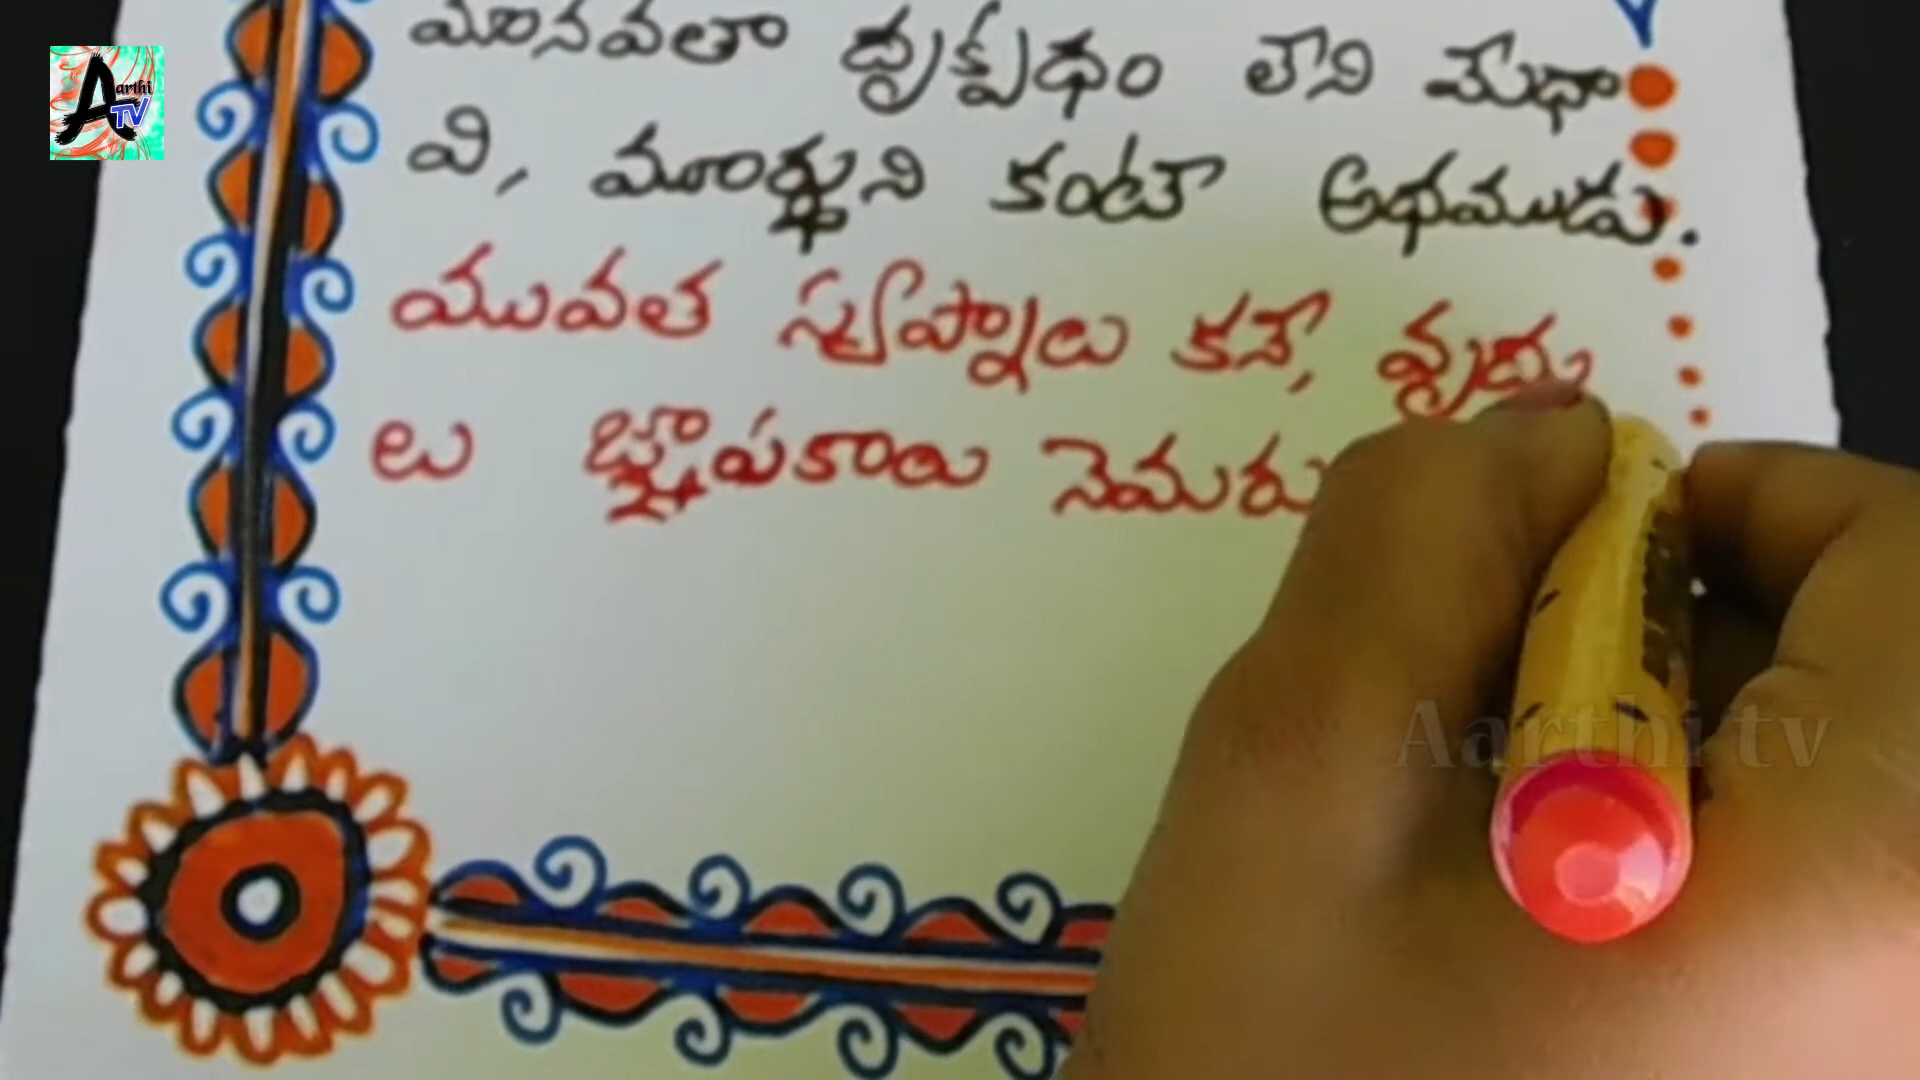 మానవతా దృక్పథం లేని మేధా
వి, మూర్ఖుని కంటే అధముడు.
యువత స్వప్నాలు కనే, వృద్ధు
లు జ్ఞాపకాలు నెమరు
Aarthi TV
Aarthi tv